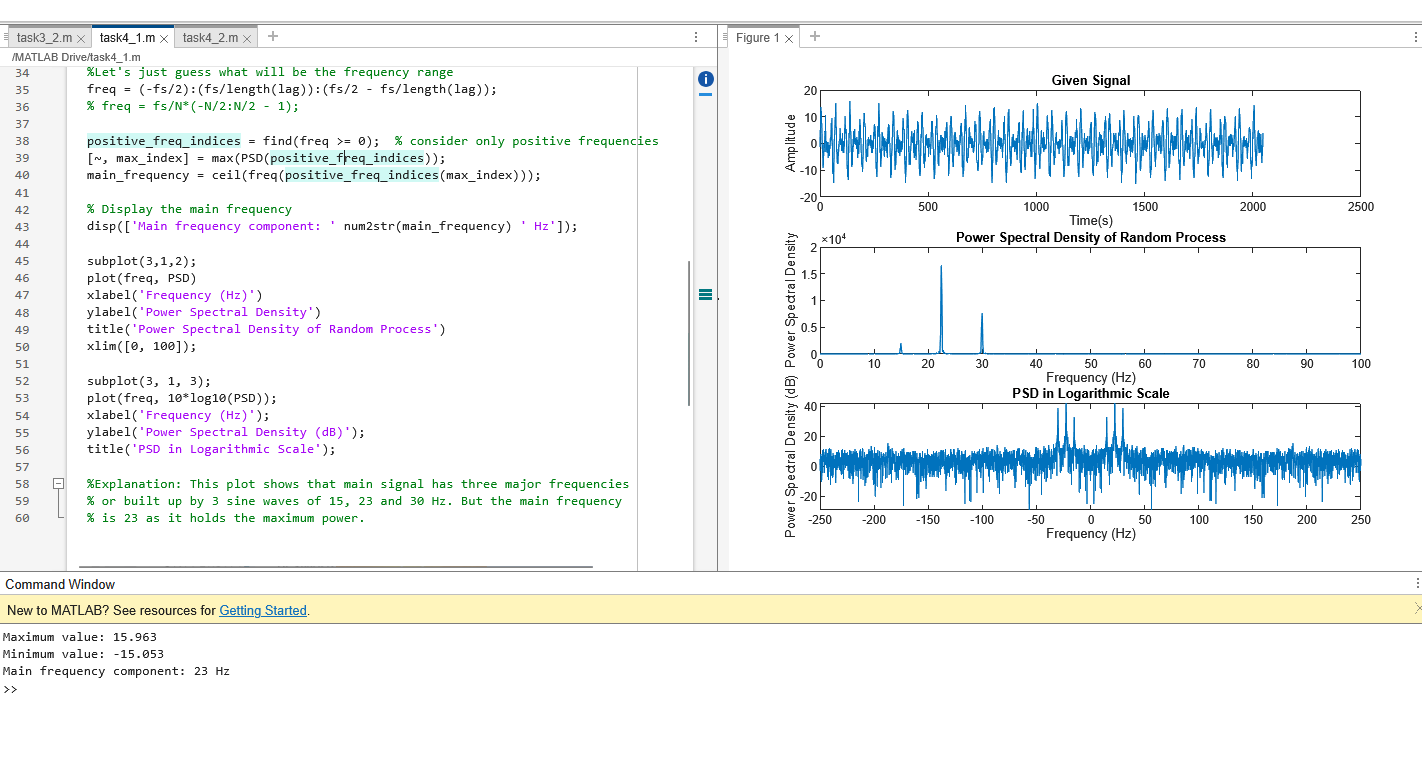 task3_2.m × task4_1.m × task4_2.m × +
/MATLAB Drive/task4_1.m
34 %Let's just guess what will be the frequency range
35 freq = (-fs/2):(fs/length(lag)):(fs/2 - fs/length(lag));
36 % freq = fs/N*(-N/2:N/2 - 1);
37
38 positive_freq_indices = find(freq >= 0);  % consider only positive frequencies
39 [~, max_index] = max(PSD(positive_freq_indices));
40 main_frequency = ceil(freq(positive_freq_indices(max_index)));
41
42 % Display the main frequency
43 disp(['Main frequency component: ' num2str(main_frequency) ' Hz']);
44
45 subplot(3,1,2);
46 plot(freq, PSD)
47 xlabel('Frequency (Hz)')
48 ylabel('Power Spectral Density')
49 title('Power Spectral Density of Random Process')
50 xlim([0, 100]);
51
52 subplot(3, 1, 3);
53 plot(freq, 10*log10(PSD));
54 xlabel('Frequency (Hz)');
55 ylabel('Power Spectral Density (dB)');
56 title('PSD in Logarithmic Scale');
57
58 %Explanation: This plot shows that main signal has three major frequencies
59 % or built up by 3 sine waves of 15, 23 and 30 Hz. But the main frequency
60 % is 23 as it holds the maximum power.
Figure 1 × +
Given Signal
Amplitude
20
10
0
-10
-20
0 500 1000 1500 2000 2500
Time(s)
Power Spectral Density of Random Process
×10⁴
Power Spectral Density
2
1.5
1
0.5
0
0 10 20 30 40 50 60 70 80 90 100
Frequency (Hz)
PSD in Logarithmic Scale
Power Spectral Density (dB)
40
20
0
-20
-250 -200 -150 -100 -50 0 50 100 150 200 250
Frequency (Hz)
Command Window
New to MATLAB? See resources for Getting Started.
Maximum value: 15.963
Minimum value: -15.053
Main frequency component: 23 Hz
>>